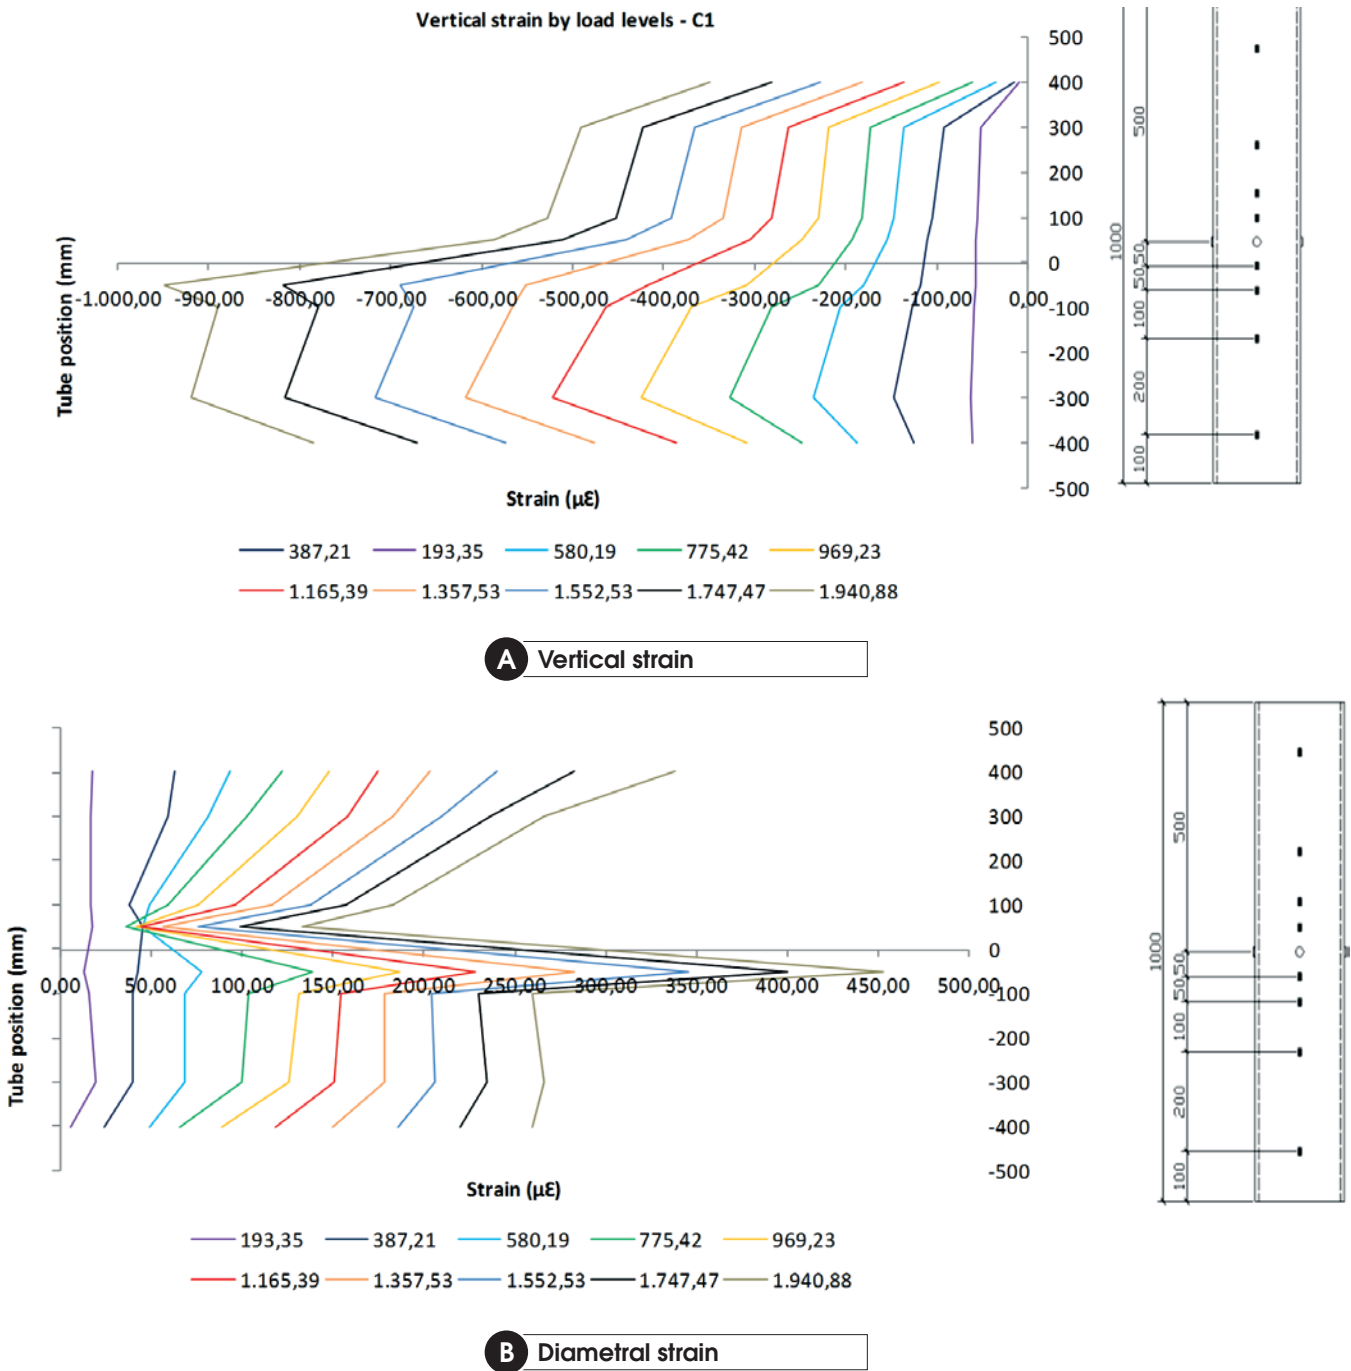 Vertical strain by load levels - C1
500
400
300
200
100
0
-100
-200
-300
-400
-500
-1.000,00 -900,00 -800,00 -700,00 -600,00 -500,00 -400,00 -300,00 -200,00 -100,00 0,00
Tube position (mm)
Strain (µƐ)
387,21 193,35 580,19 775,42 969,23
1.165,39 1.357,53 1.552,53 1.747,47 1.940,88
1000
500
50,50
100
200
100
A Vertical strain
500
400
300
200
100
0
-100
-200
-300
-400
-500
0,00 50,00 100,00 150,00 200,00 250,00 300,00 350,00 400,00 450,00 500,00
Tube position (mm)
Strain (µƐ)
193,35 387,21 580,19 775,42 969,23
1.165,39 1.357,53 1.552,53 1.747,47 1.940,88
1000
500
50,50
100
200
100
B Diametral strain